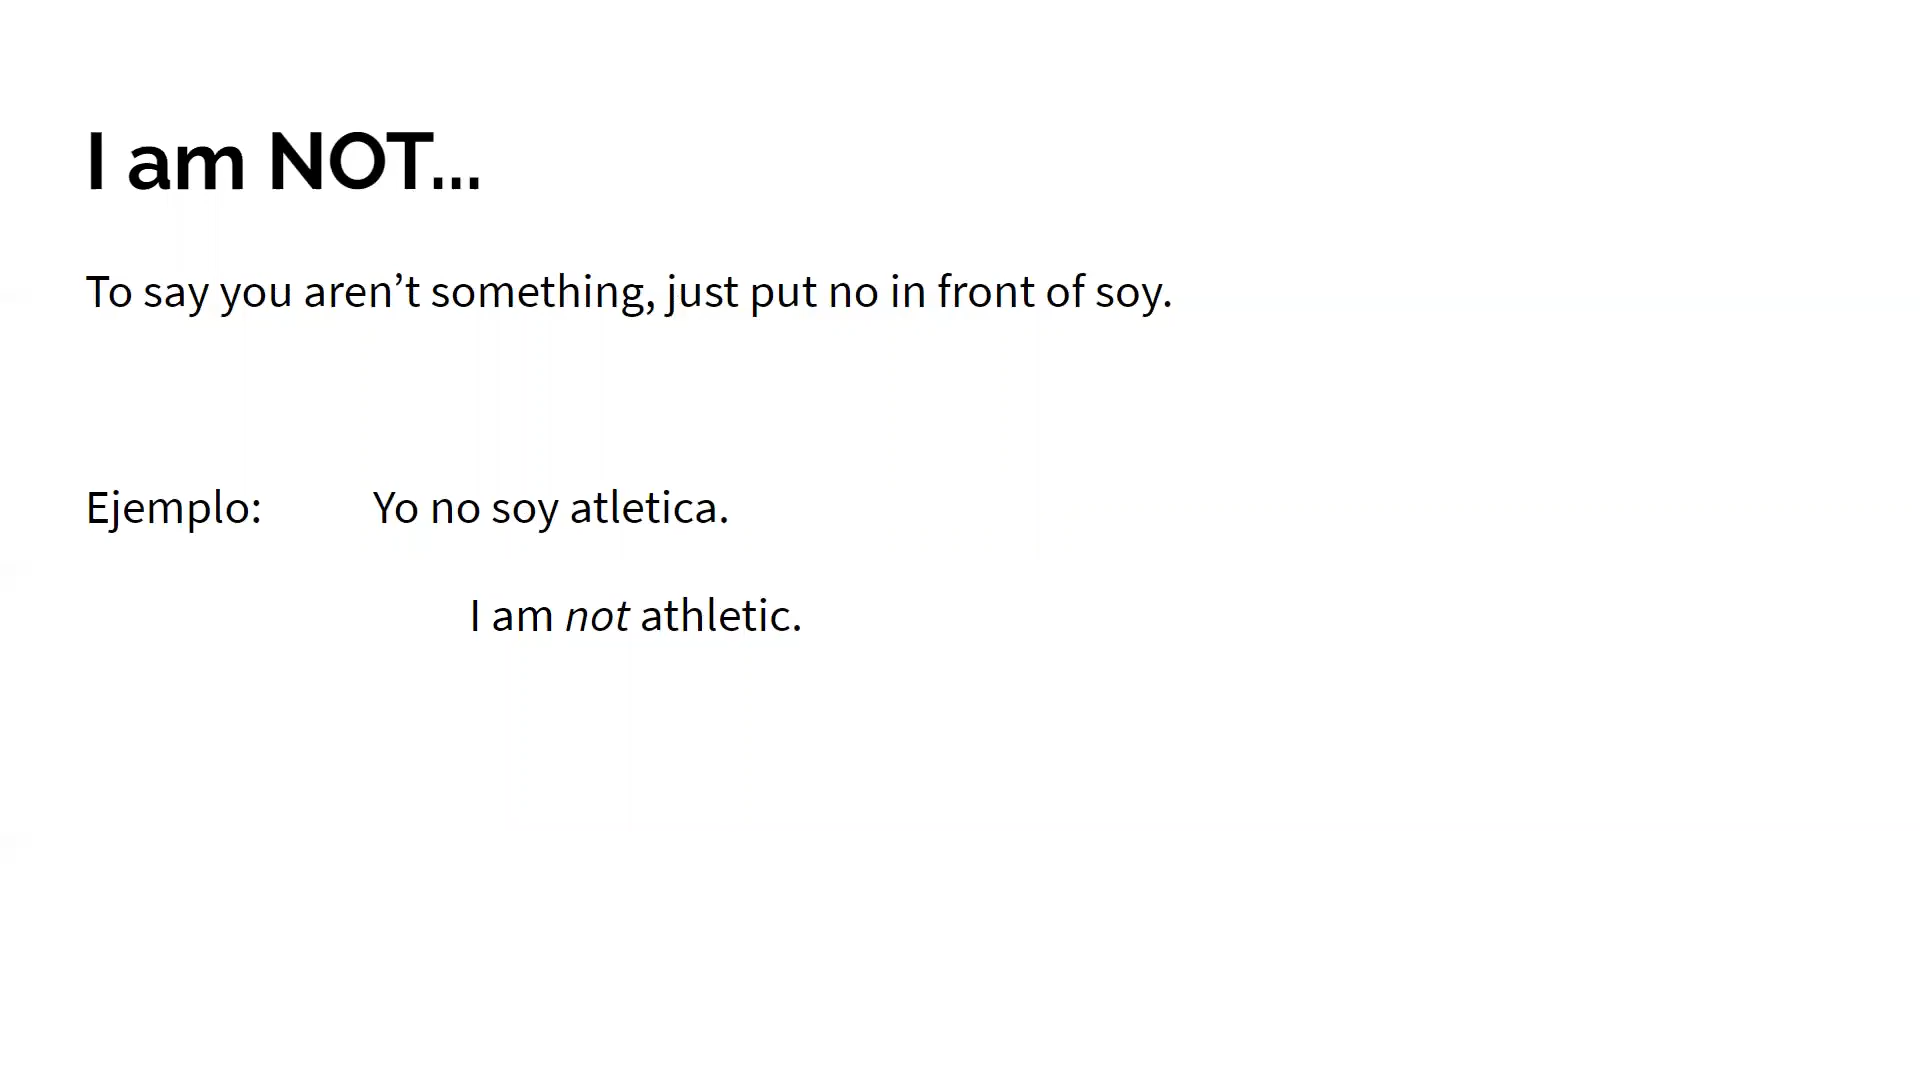 I am NOT...
To say you aren’t something, just put no in front of soy.
Ejemplo: Yo no soy atletica.
I am not athletic.